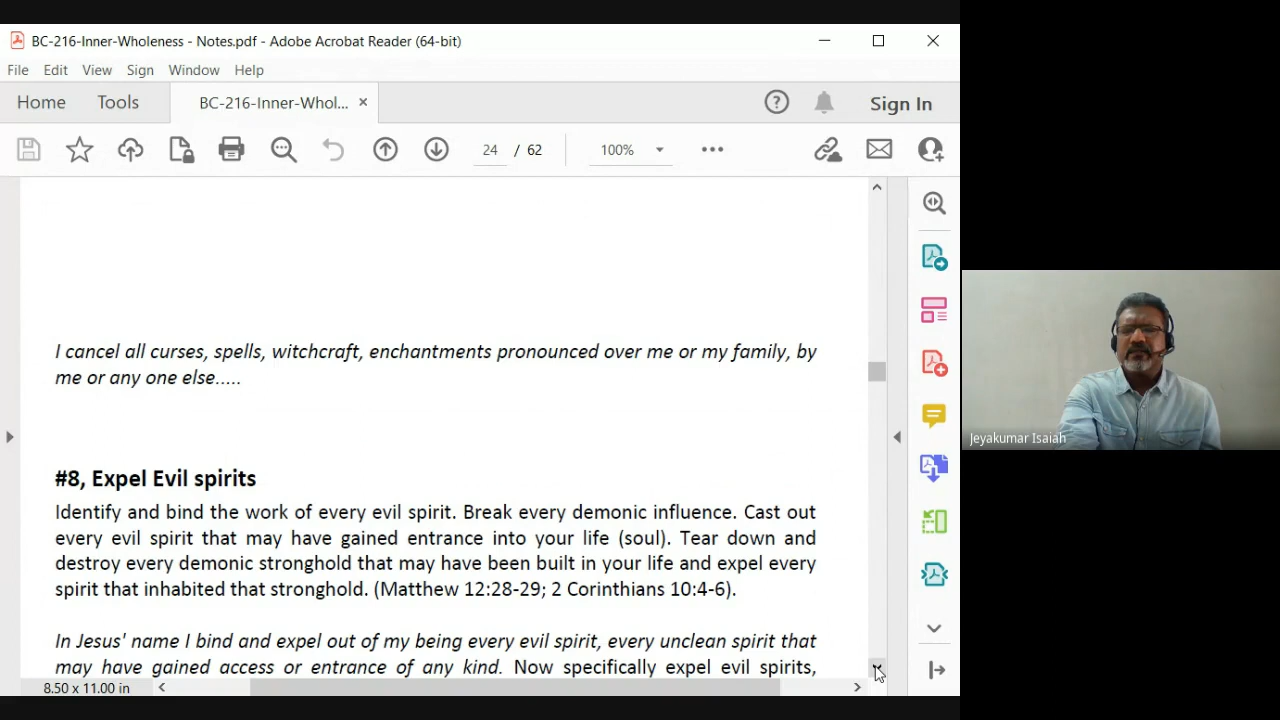 BC-216-Inner-Wholeness - Notes.pdf - Adobe Acrobat Reader (64-bit)
File Edit View Sign Window Help
Home Tools BC-216-Inner-Whol... × Sign In
24 / 62 100%
I cancel all curses, spells, witchcraft, enchantments pronounced over me or my family, by
me or any one else.....
#8, Expel Evil spirits
Identify and bind the work of every evil spirit. Break every demonic influence. Cast out
every evil spirit that may have gained entrance into your life (soul). Tear down and
destroy every demonic stronghold that may have been built in your life and expel every
spirit that inhabited that stronghold. (Matthew 12:28-29; 2 Corinthians 10:4-6).
In Jesus' name I bind and expel out of my being every evil spirit, every unclean spirit that
may have gained access or entrance of any kind. Now specifically expel evil spirits,
8.50 x 11.00 in
Jeyakumar Isaiah